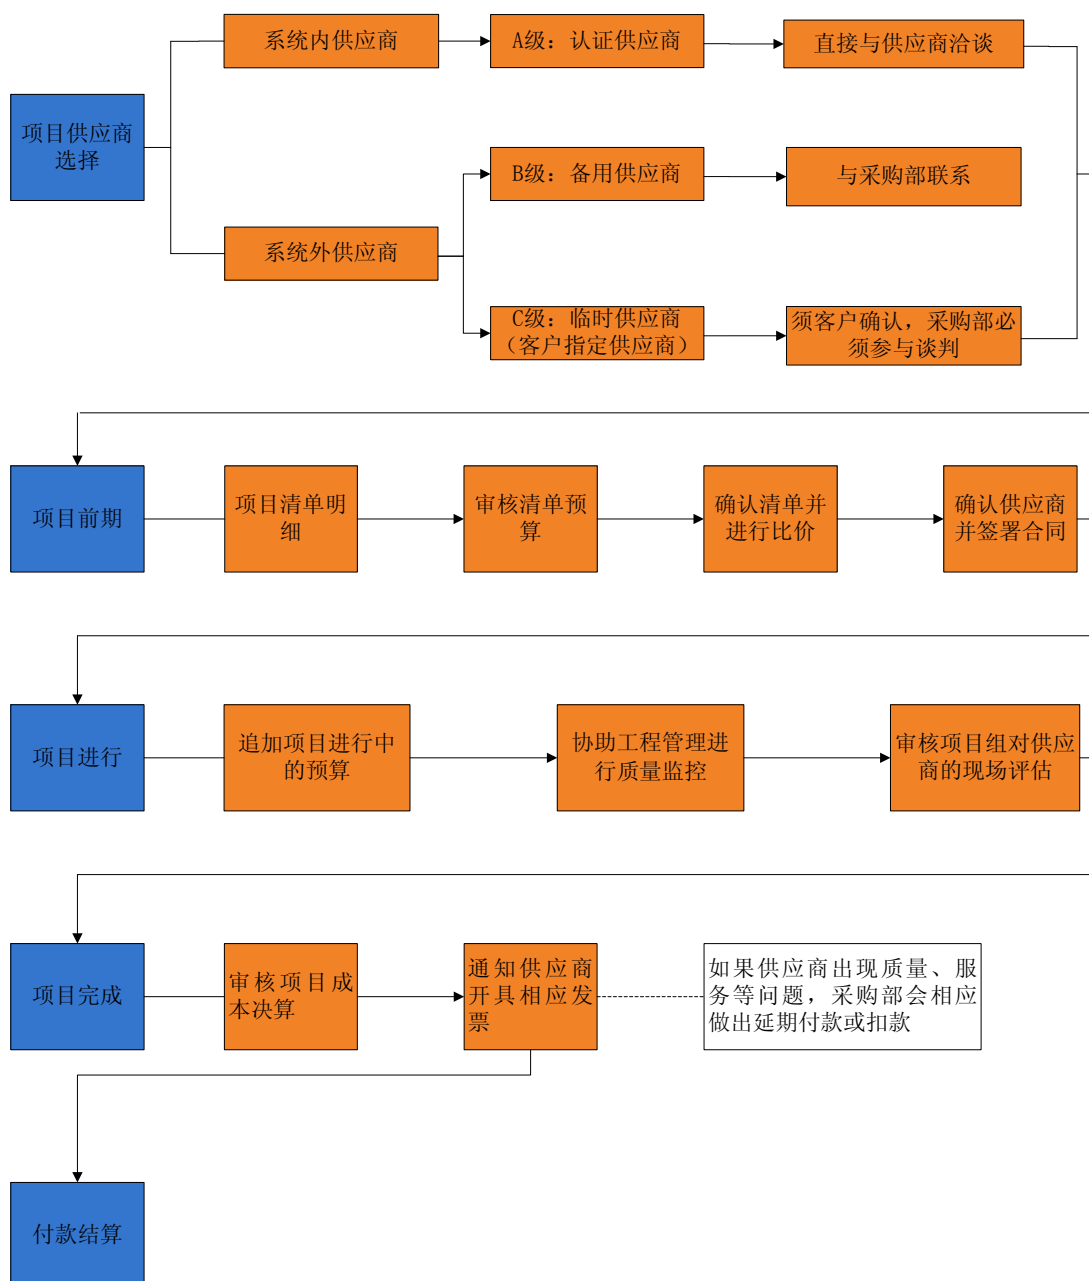 系统内供应商
A级：认证供应商
直接与供应商洽谈
项目供应商
选择
B级：备用供应商
与采购部联系
系统外供应商
C级：临时供应商
（客户指定供应商）
须客户确认，采购部必
须参与谈判
项目前期
项目清单明
细
审核清单预
算
确认清单并
进行比价
确认供应商
并签署合同
项目进行
追加项目进行中
的预算
协助工程管理进
行质量监控
审核项目组对供应
商的现场评估
项目完成
审核项目成
本决算
通知供应商
开具相应发
票
如果供应商出现质量、服
务等问题，采购部会相应
做出延期付款或扣款
付款结算